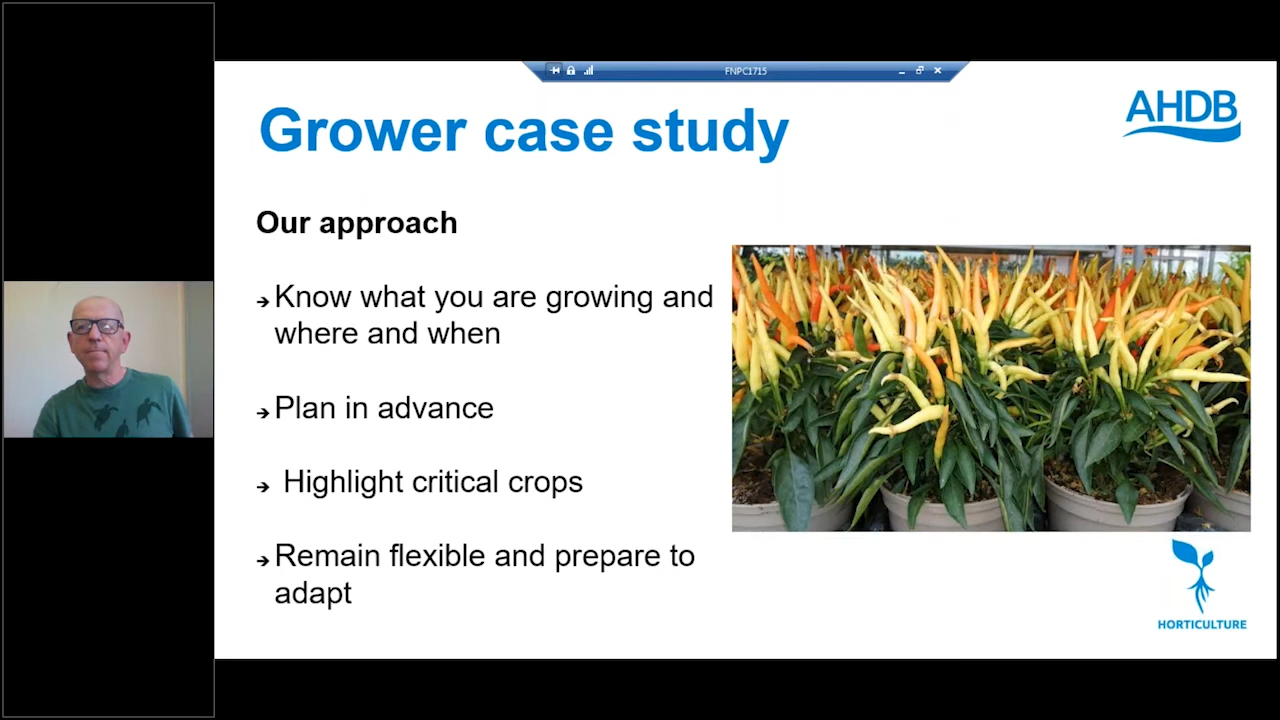 FNPC1715
Grower case study
AHDB
Our approach
Know what you are growing and
where and when
Plan in advance
Highlight critical crops
Remain flexible and prepare to
adapt
HORTICULTURE